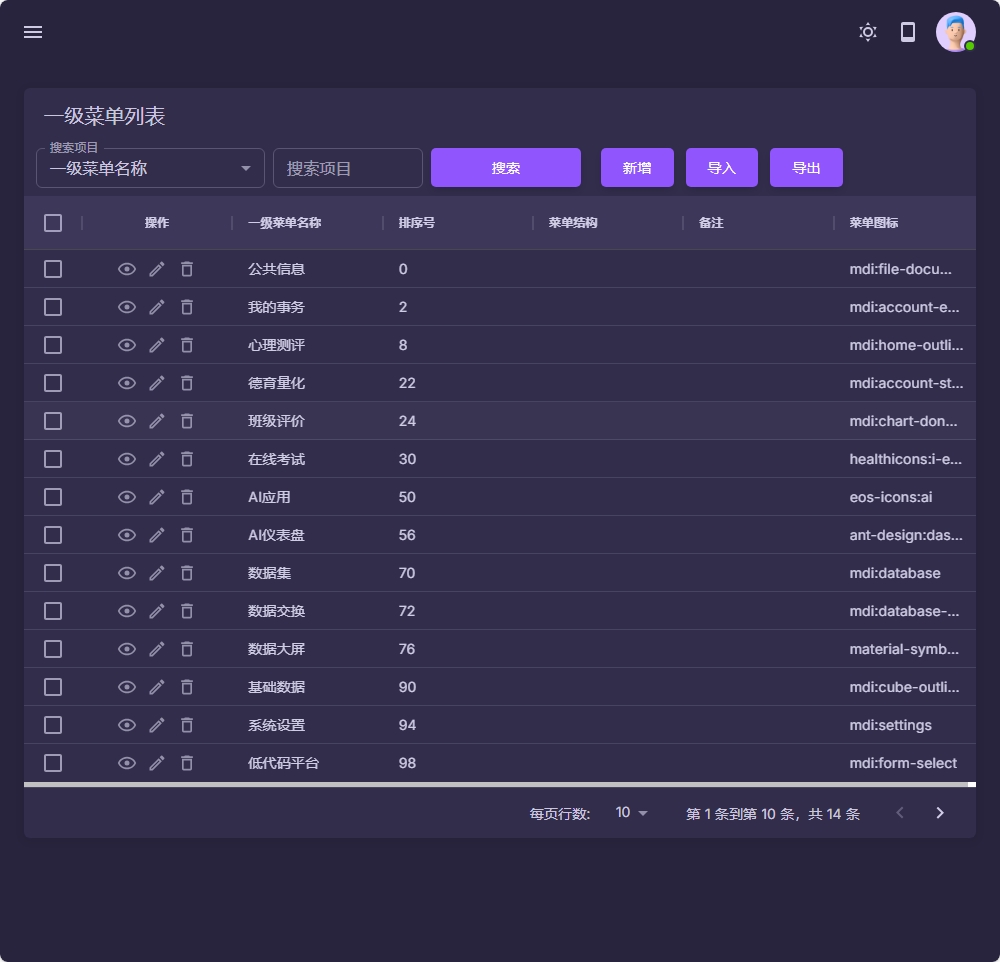 一级菜单列表
搜索项目
一级菜单名称 搜索项目 搜索 新增 导入 导出
操作 一级菜单名称 排序号 菜单结构 备注 菜单图标
公共信息 0 mdi:file-docu...
我的事务 2 mdi:account-e...
心理测评 8 mdi:home-outli...
德育量化 22 mdi:account-st...
班级评价 24 mdi:chart-don...
在线考试 30 healthicons:i-e...
AI应用 50 eos-icons:ai
AI仪表盘 56 ant-design:das...
数据集 70 mdi:database
数据交换 72 mdi:database-...
数据大屏 76 material-symb...
基础数据 90 mdi:cube-outli...
系统设置 94 mdi:settings
低代码平台 98 mdi:form-select
每页行数: 10 第 1 条到第 10 条，共 14 条